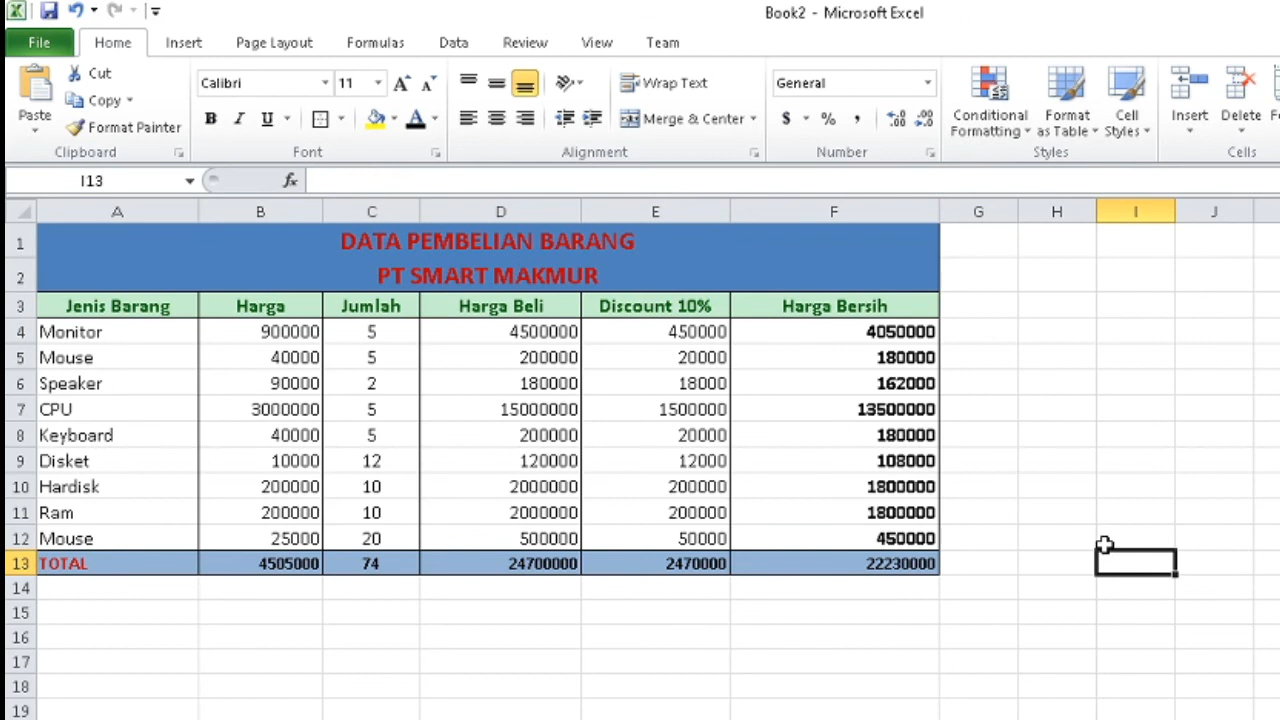 Book2 - Microsoft Excel
File Home Insert Page Layout Formulas Data Review View Team
Paste
Cut
Copy
Format Painter
Clipboard
Calibri 11
B I U A
Font
Wrap Text
Merge & Center
Alignment
General
$ % ,
Number
Conditional Formatting
Format as Table
Cell Styles
Styles
Insert
Delete
Cells
I13 fx
A B C D E F G H I J
1 DATA PEMBELIAN BARANG
2 PT SMART MAKMUR
3 Jenis Barang Harga Jumlah Harga Beli Discount 10% Harga Bersih
4 Monitor 900000 5 4500000 450000 4050000
5 Mouse 40000 5 200000 20000 180000
6 Speaker 90000 2 180000 18000 162000
7 CPU 3000000 5 15000000 1500000 13500000
8 Keyboard 40000 5 200000 20000 180000
9 Disket 10000 12 120000 12000 108000
10 Hardisk 200000 10 2000000 200000 1800000
11 Ram 200000 10 2000000 200000 1800000
12 Mouse 25000 20 500000 50000 450000
13 TOTAL 4505000 74 24700000 2470000 22230000
14
15
16
17
18
19